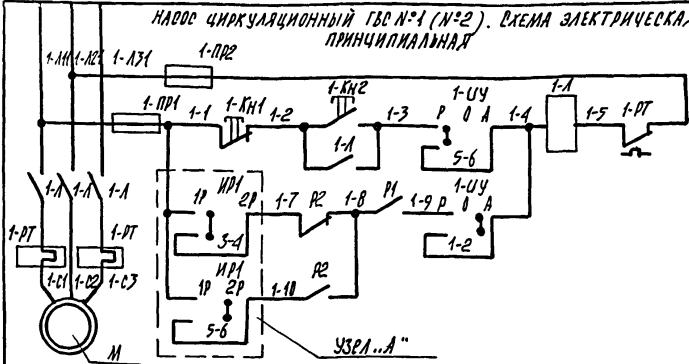 НАСОС ЦИРКУЛЯЦИОННЫЙ ГВС №1 (№2). СХЕМА ЭЛЕКТРИЧЕСКАЯ
ПРИНЦИПИАЛЬНАЯ
1-Л11 1-Л21 1-Л31 1-ПР2
1-ПР1 1-1 1-КН1 1-2 1-КН2 1-3 1-УУ 1-4 1-Л 1-5 1-РТ
Р 0 А
1-Л
5-6
1-Л 1-Л 1-Л
ИР1
1Р 2Р 1-7 Р2 1-8 Р1 1-9 Р 0 А
1-УУ
3-4
1-2
1-РТ 1-РТ
ИР1
1Р 2Р 1-10 Р2
5-6
1-С1 1-С2 1-С3
М
УЗЕЛ „А"